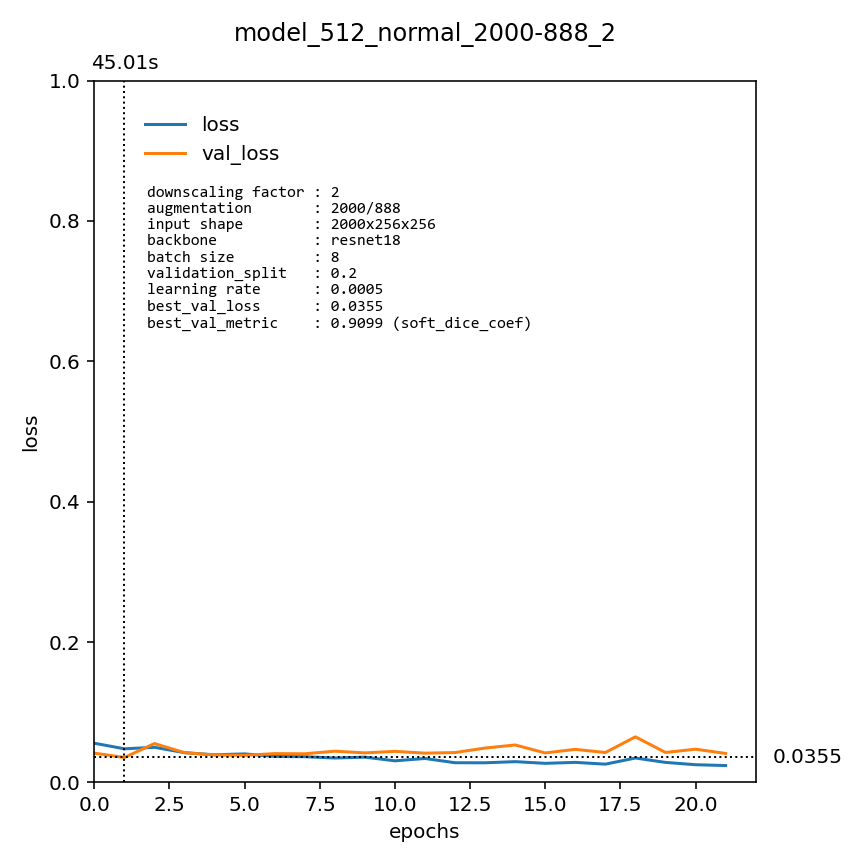 model_512_normal_2000-888_2
45.01s
1.0
loss
val_loss
downscaling factor : 2
augmentation       : 2000/888
input shape        : 2000x256x256
backbone           : resnet18
batch size         : 8
validation_split   : 0.2
learning rate      : 0.0005
best_val_loss      : 0.0355
best_val_metric    : 0.9099 (soft_dice_coef)
0.8
0.6
loss
0.4
0.2
0.0
0.0355
0.0 2.5 5.0 7.5 10.0 12.5 15.0 17.5 20.0
epochs